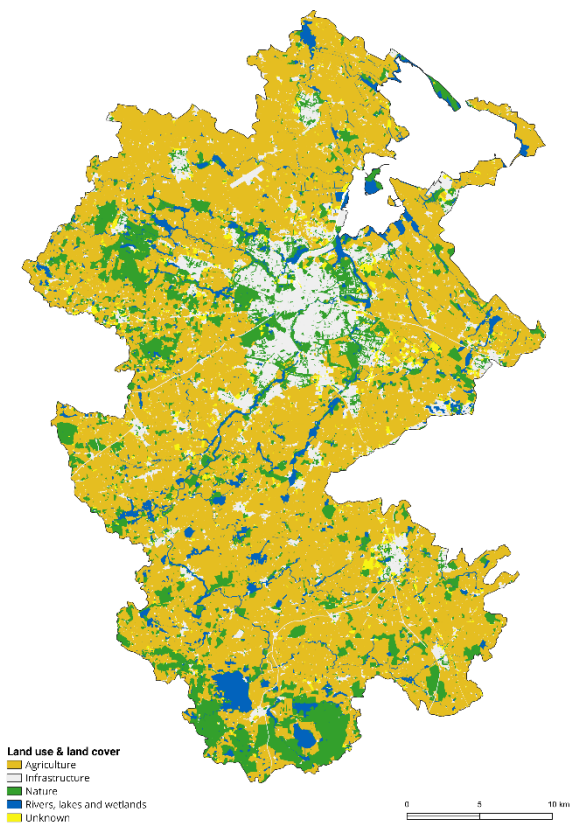 Land use & land cover
Agriculture
Infrastructure
Nature
Rivers, lakes and wetlands
Unknown
0 5 10 km